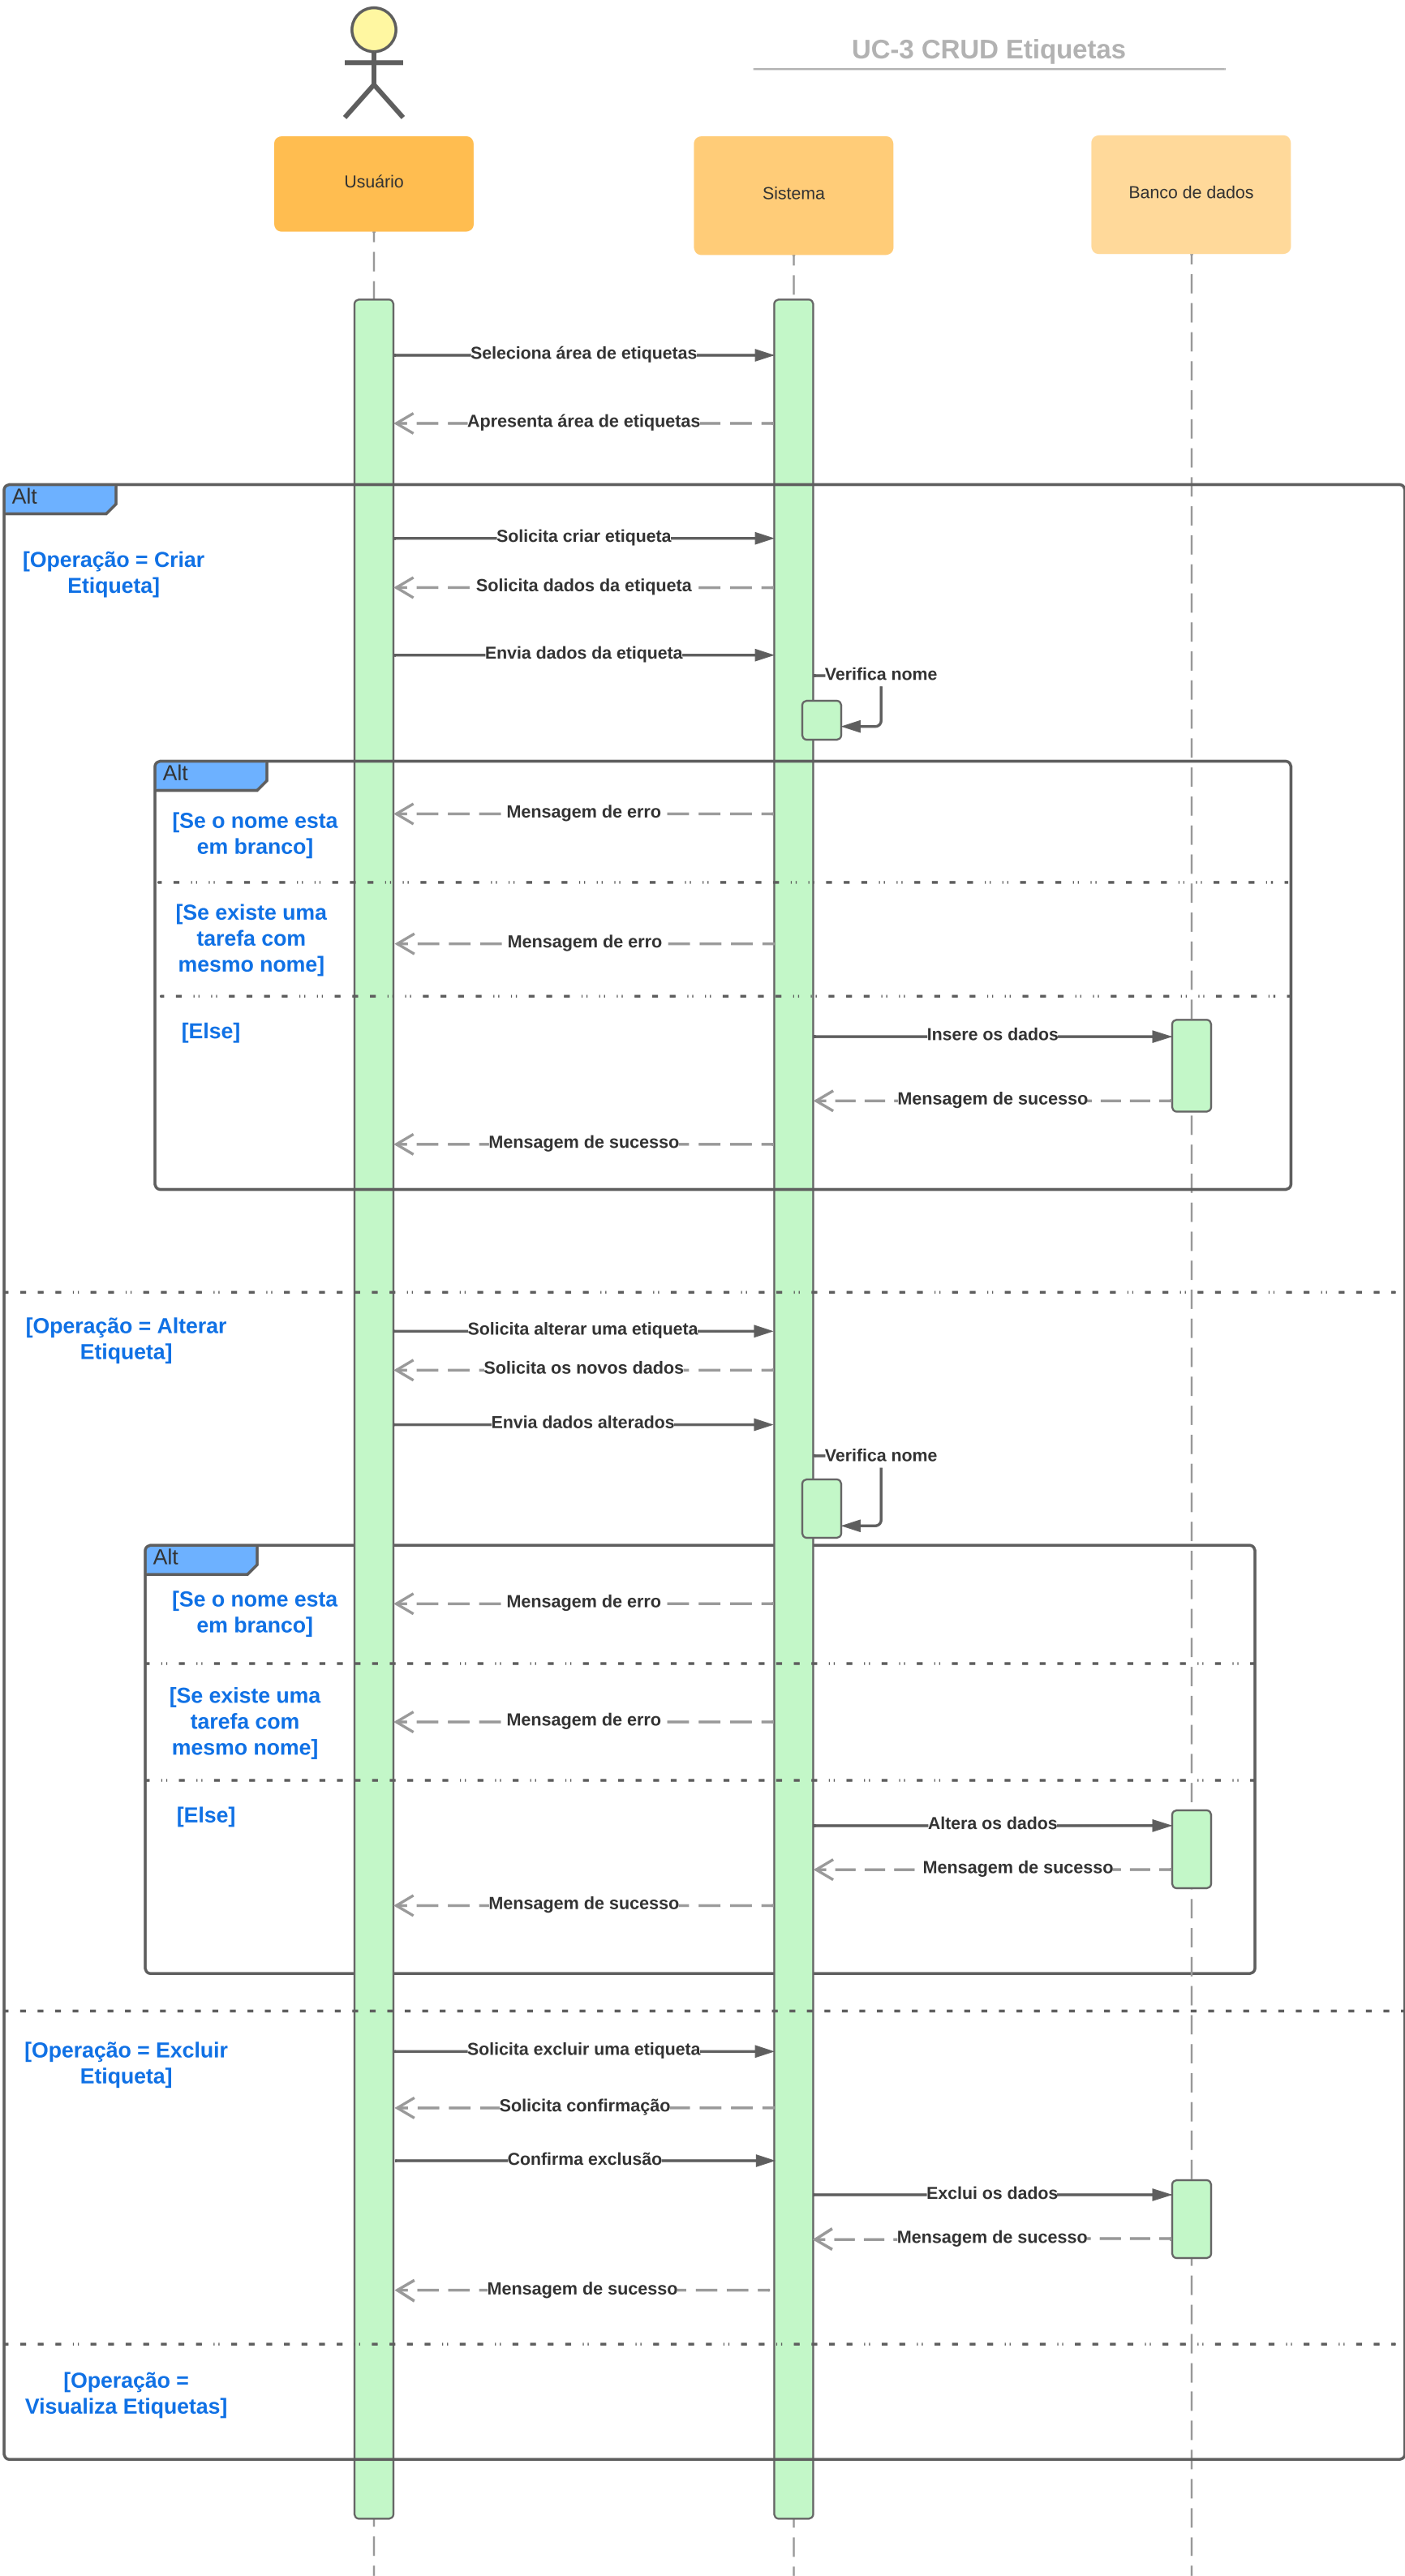 UC-3 CRUD Etiquetas
Usuário
Sistema
Banco de dados
Seleciona área de etiquetas
Apresenta área de etiquetas
Alt
Solicita criar etiqueta
[Operação = Criar
Etiqueta]
Solicita dados da etiqueta
Envia dados da etiqueta
Verifica nome
Alt
Mensagem de erro
[Se o nome esta
em branco]
[Se existe uma
tarefa com
mesmo nome]
Mensagem de erro
[Else]
Insere os dados
Mensagem de sucesso
Mensagem de sucesso
[Operação = Alterar
Etiqueta]
Solicita alterar uma etiqueta
Solicita os novos dados
Envia dados alterados
Verifica nome
Alt
[Se o nome esta
em branco]
Mensagem de erro
[Se existe uma
tarefa com
mesmo nome]
Mensagem de erro
[Else]
Altera os dados
Mensagem de sucesso
Mensagem de sucesso
[Operação = Excluir
Etiqueta]
Solicita excluir uma etiqueta
Solicita confirmação
Confirma exclusão
Exclui os dados
Mensagem de sucesso
Mensagem de sucesso
[Operação =
Visualiza Etiquetas]